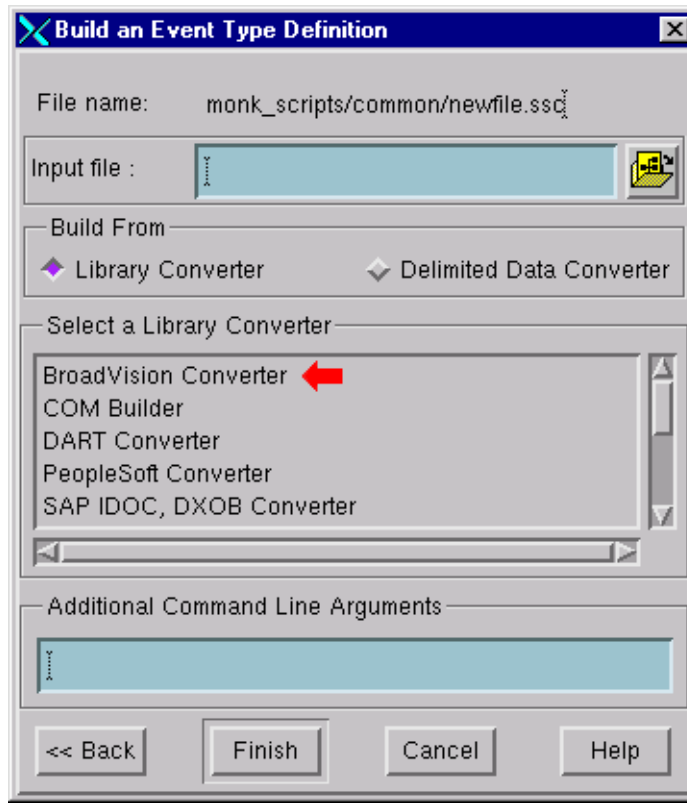 Build an Event Type Definition
File name: monk_scripts/common/newfile.ssc
Input file :
Build From
Library Converter Delimited Data Converter
Select a Library Converter
BroadVision Converter
COM Builder
DART Converter
PeopleSoft Converter
SAP IDOC, DXOB Converter
Additional Command Line Arguments
<< Back Finish Cancel Help